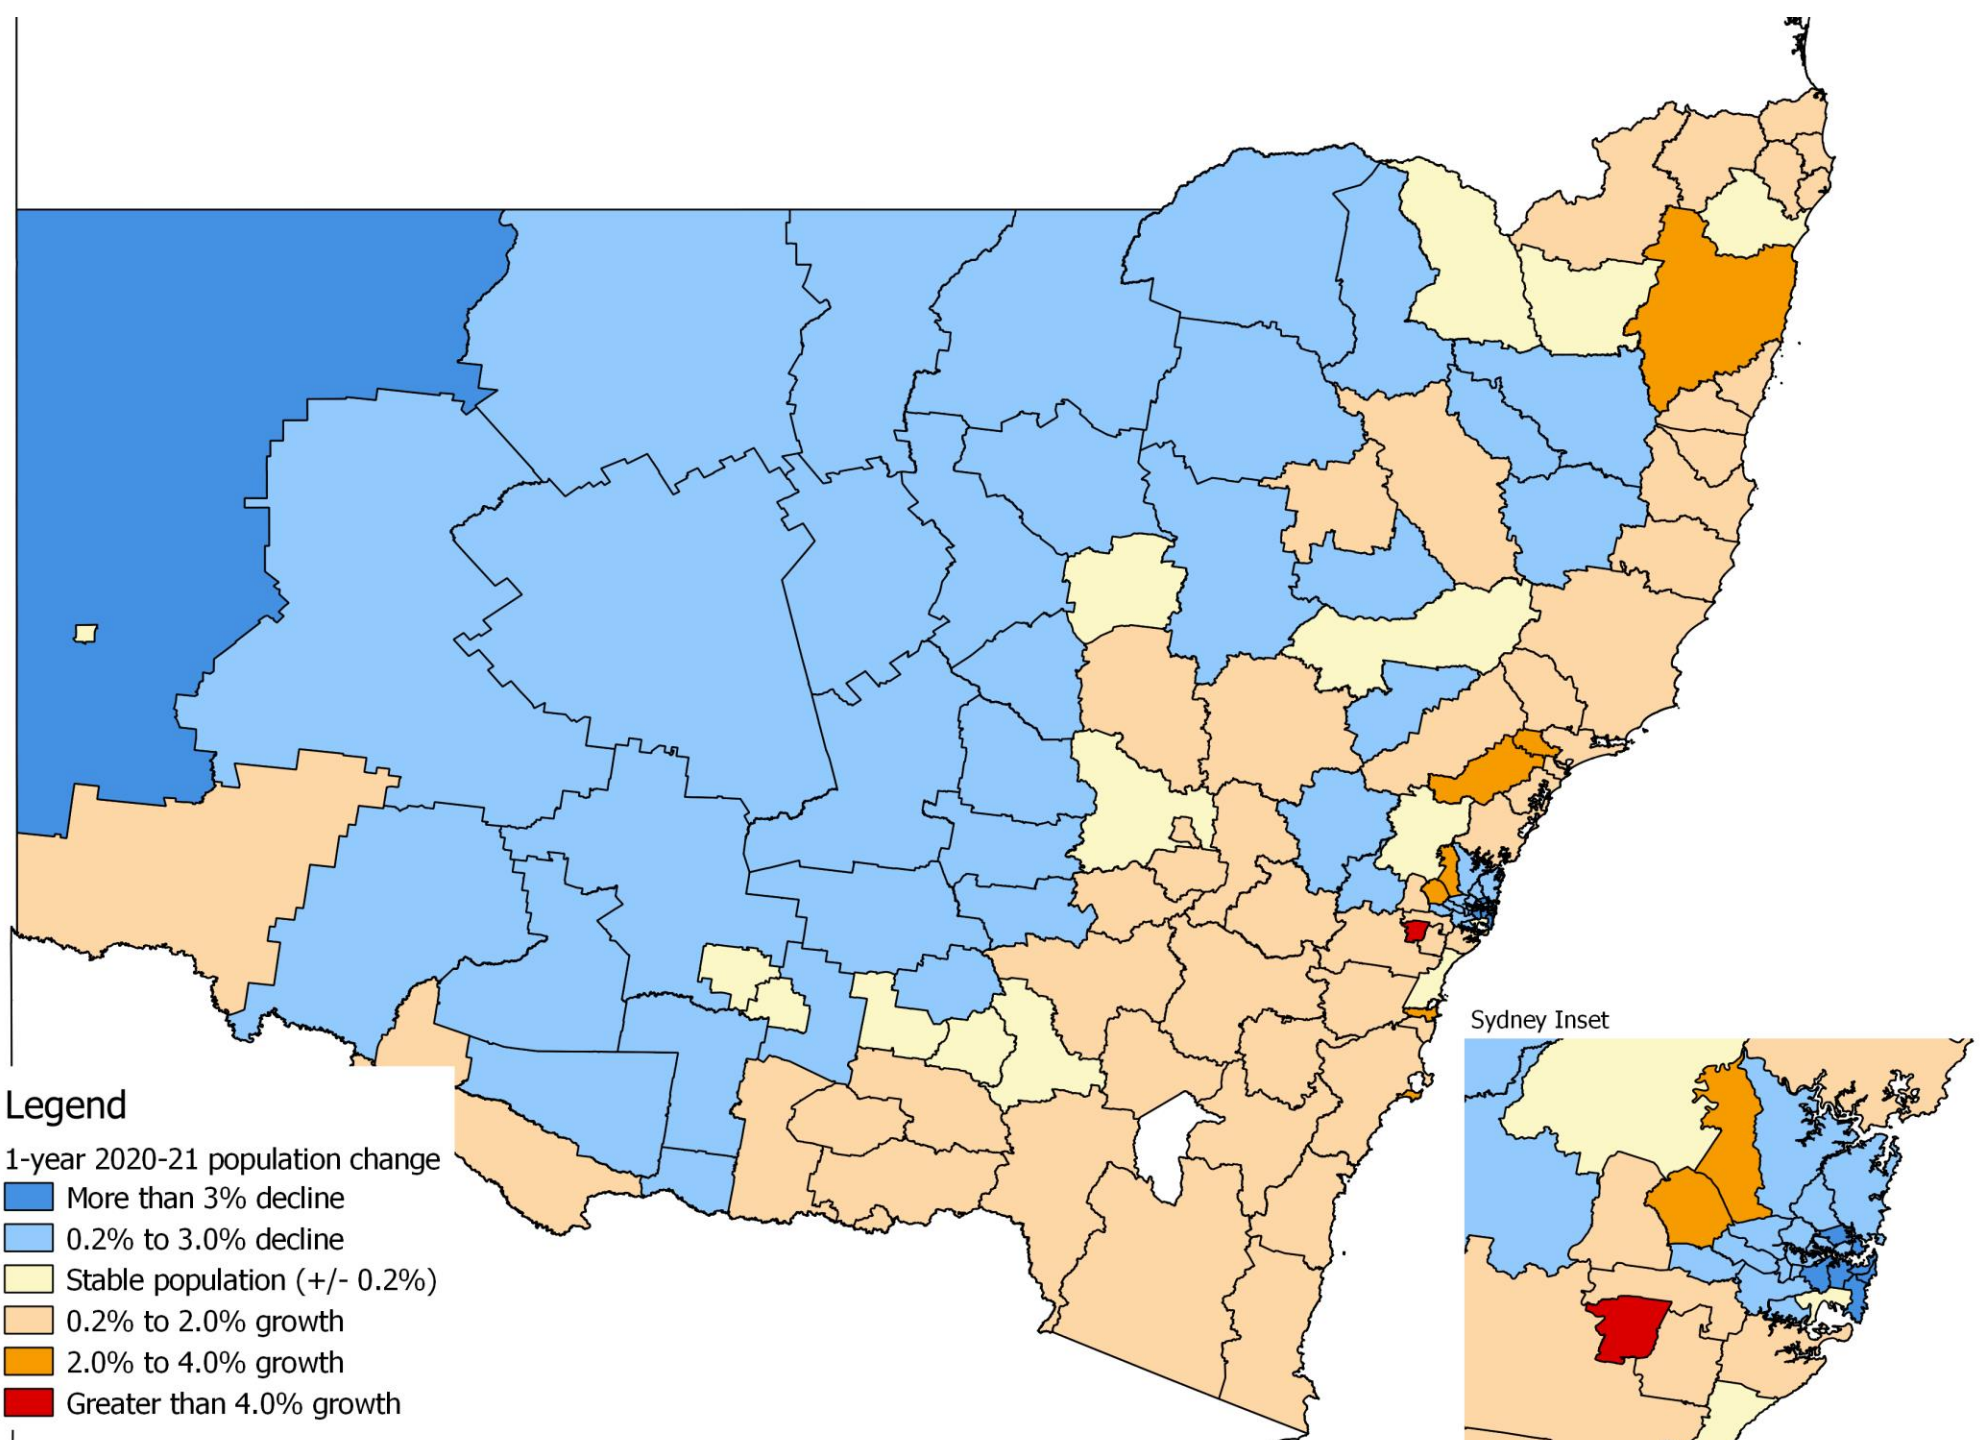 Sydney Inset
Legend
1-year 2020-21 population change
More than 3% decline
0.2% to 3.0% decline
Stable population (+/- 0.2%)
0.2% to 2.0% growth
2.0% to 4.0% growth
Greater than 4.0% growth